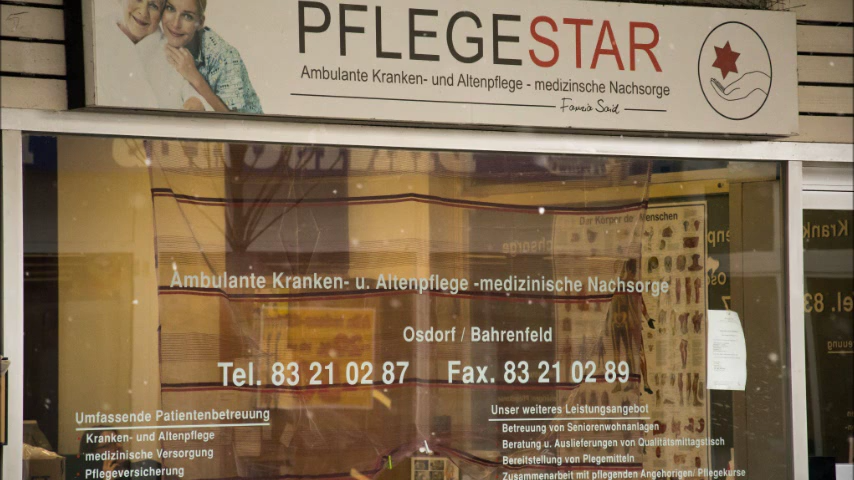 PFLEGESTAR
Ambulante Kranken- und Altenpflege - medizinsche Nachsorge
Ambulante Kranken- u. Altenpflege -medizinische Nachsorge
Der Körper des Menschen
Osdorf / Bahrenfeld
Tel. 83 21 02 87 Fax. 83 21 02 89
Umfassende Patientenbetreuung
Kranken- und Altenpflege
medizinische Versorgung
Pflegeversicherung
Unser weiteres Leistungsangebot
Betreuung von Seniorenwohnanlagen
Beratung u. Auslieferungen von Qualitätsmittagstisch
Bereitstellung von Plegemitteln
Zusammenarbeit mit pflegenden Angehörigen/ Pflegekurse